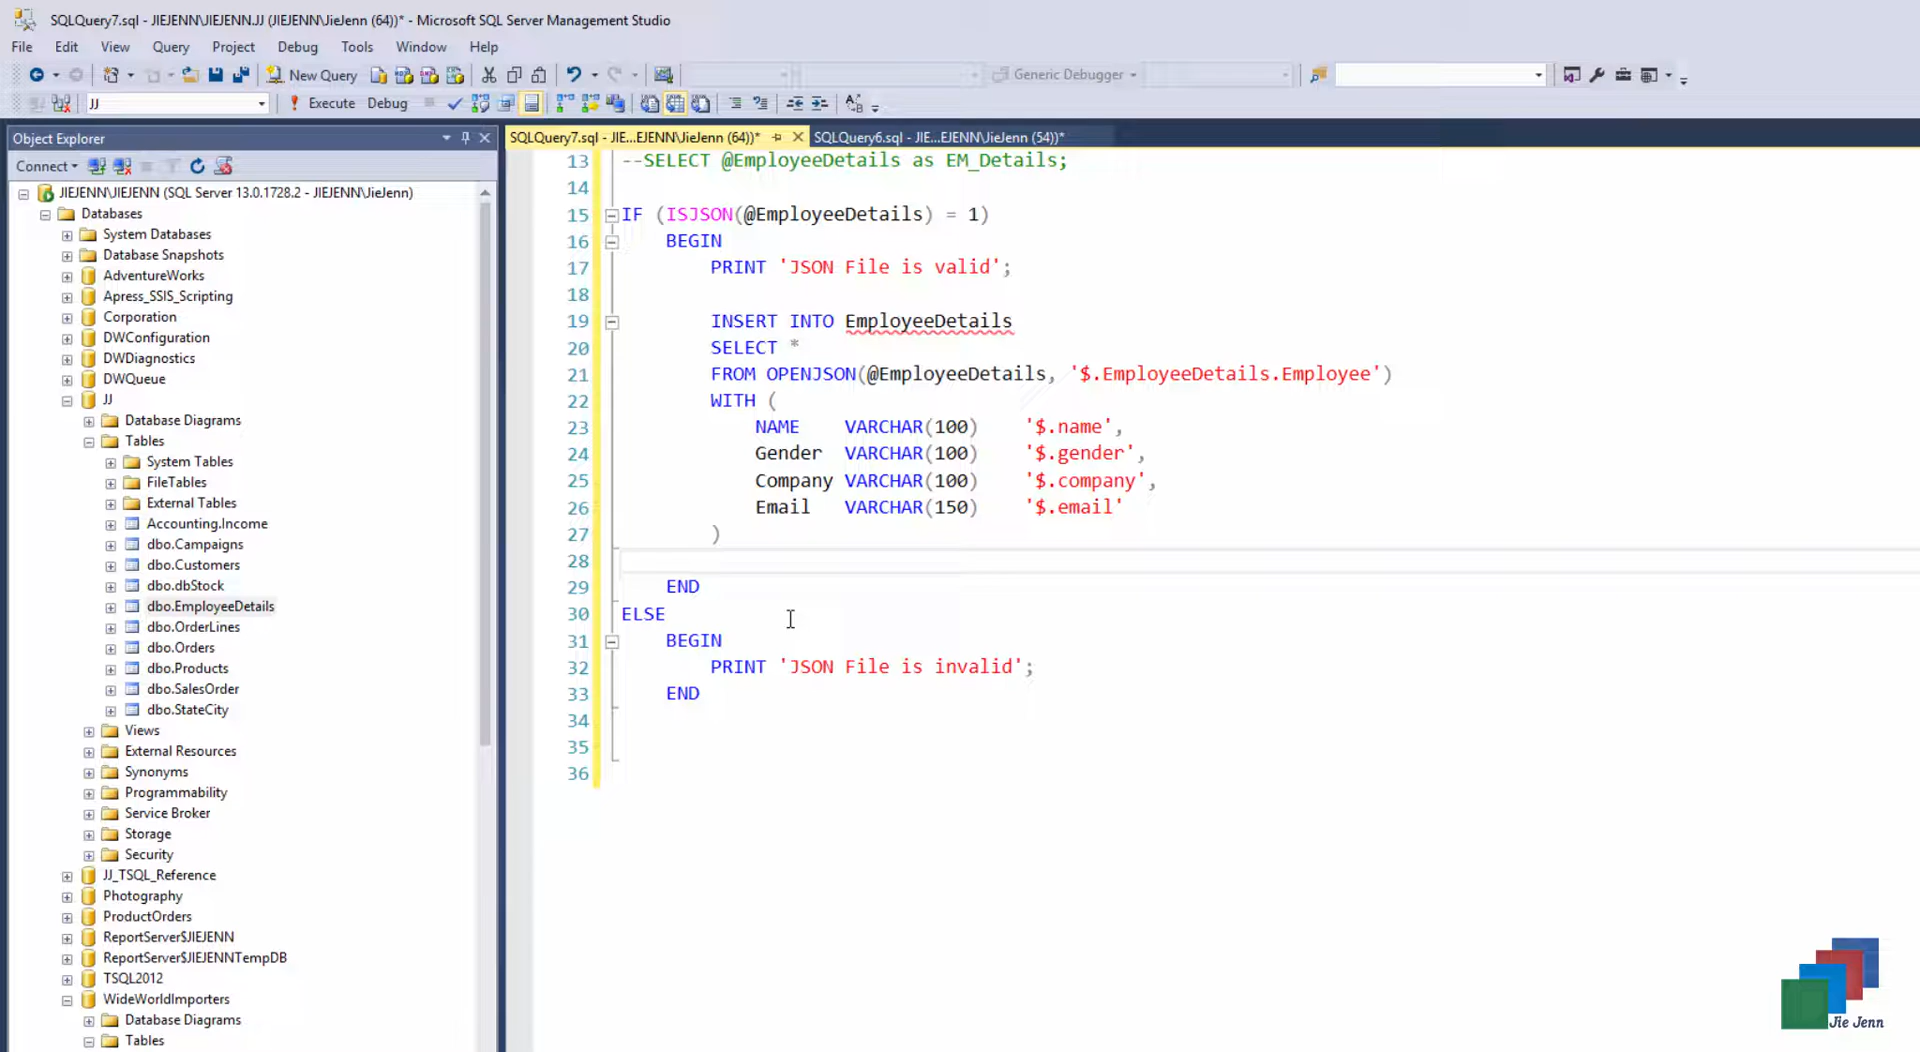 SQLQuery7.sql - JIEJENN\JIEJENN.JJ (JIEJENN\JieJenn (64))* - Microsoft SQL Server Management Studio
File Edit View Query Project Debug Tools Window Help
New Query Generic Debugger
JJ Execute Debug
Object Explorer
Connect
JIEJENN\JIEJENN (SQL Server 13.0.1728.2 - JIEJENN\JieJenn)
Databases
System Databases
Database Snapshots
AdventureWorks
Apress_SSIS_Scripting
Corporation
DWConfiguration
DWDiagnostics
DWQueue
JJ
Database Diagrams
Tables
System Tables
FileTables
External Tables
Accounting.Income
dbo.Campaigns
dbo.Customers
dbo.dbStock
dbo.EmployeeDetails
dbo.OrderLines
dbo.Orders
dbo.Products
dbo.SalesOrder
dbo.StateCity
Views
External Resources
Synonyms
Programmability
Service Broker
Storage
Security
JJ_TSQL_Reference
Photography
ProductOrders
ReportServer$JIEJENN
ReportServer$JIEJENNTempDB
TSQL2012
WideWorldImporters
Database Diagrams
Tables
SQLQuery7.sql - JIE...EJENN\JieJenn (64))* SQLQuery6.sql - JIE...EJENN\JieJenn (54))*
13 --SELECT @EmployeeDetails as EM_Details;
14
15 IF (ISJSON(@EmployeeDetails) = 1)
16 BEGIN
17 PRINT 'JSON File is valid';
18
19 INSERT INTO EmployeeDetails
20 SELECT *
21 FROM OPENJSON(@EmployeeDetails, '$.EmployeeDetails.Employee')
22 WITH (
23 NAME VARCHAR(100) '$.name',
24 Gender VARCHAR(100) '$.gender',
25 Company VARCHAR(100) '$.company',
26 Email VARCHAR(150) '$.email'
27 )
28
29 END
30 ELSE
31 BEGIN
32 PRINT 'JSON File is invalid';
33 END
34
35
36
Jie Jenn